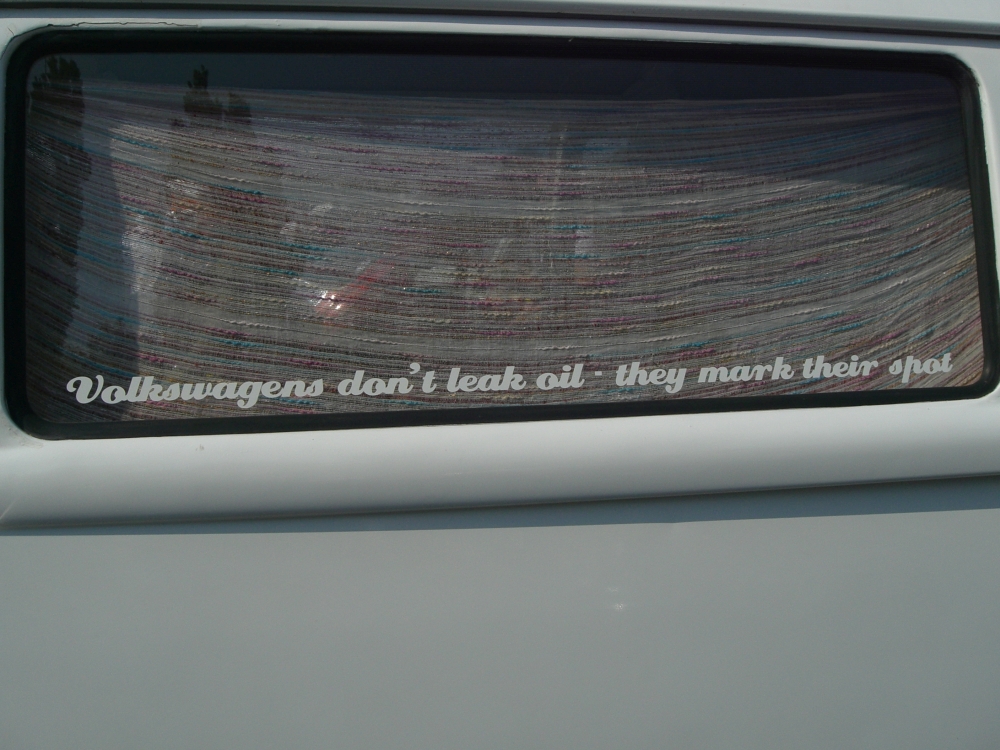 Volkswagens don't leak oil - they mark their spot